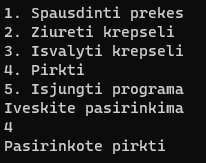 1. Spausdinti prekes
2. Ziureti krepseli
3. Isvalyti krepseli
4. Pirkti
5. Isjungti programa
Iveskite pasirinkima
4
Pasirinkote pirkti